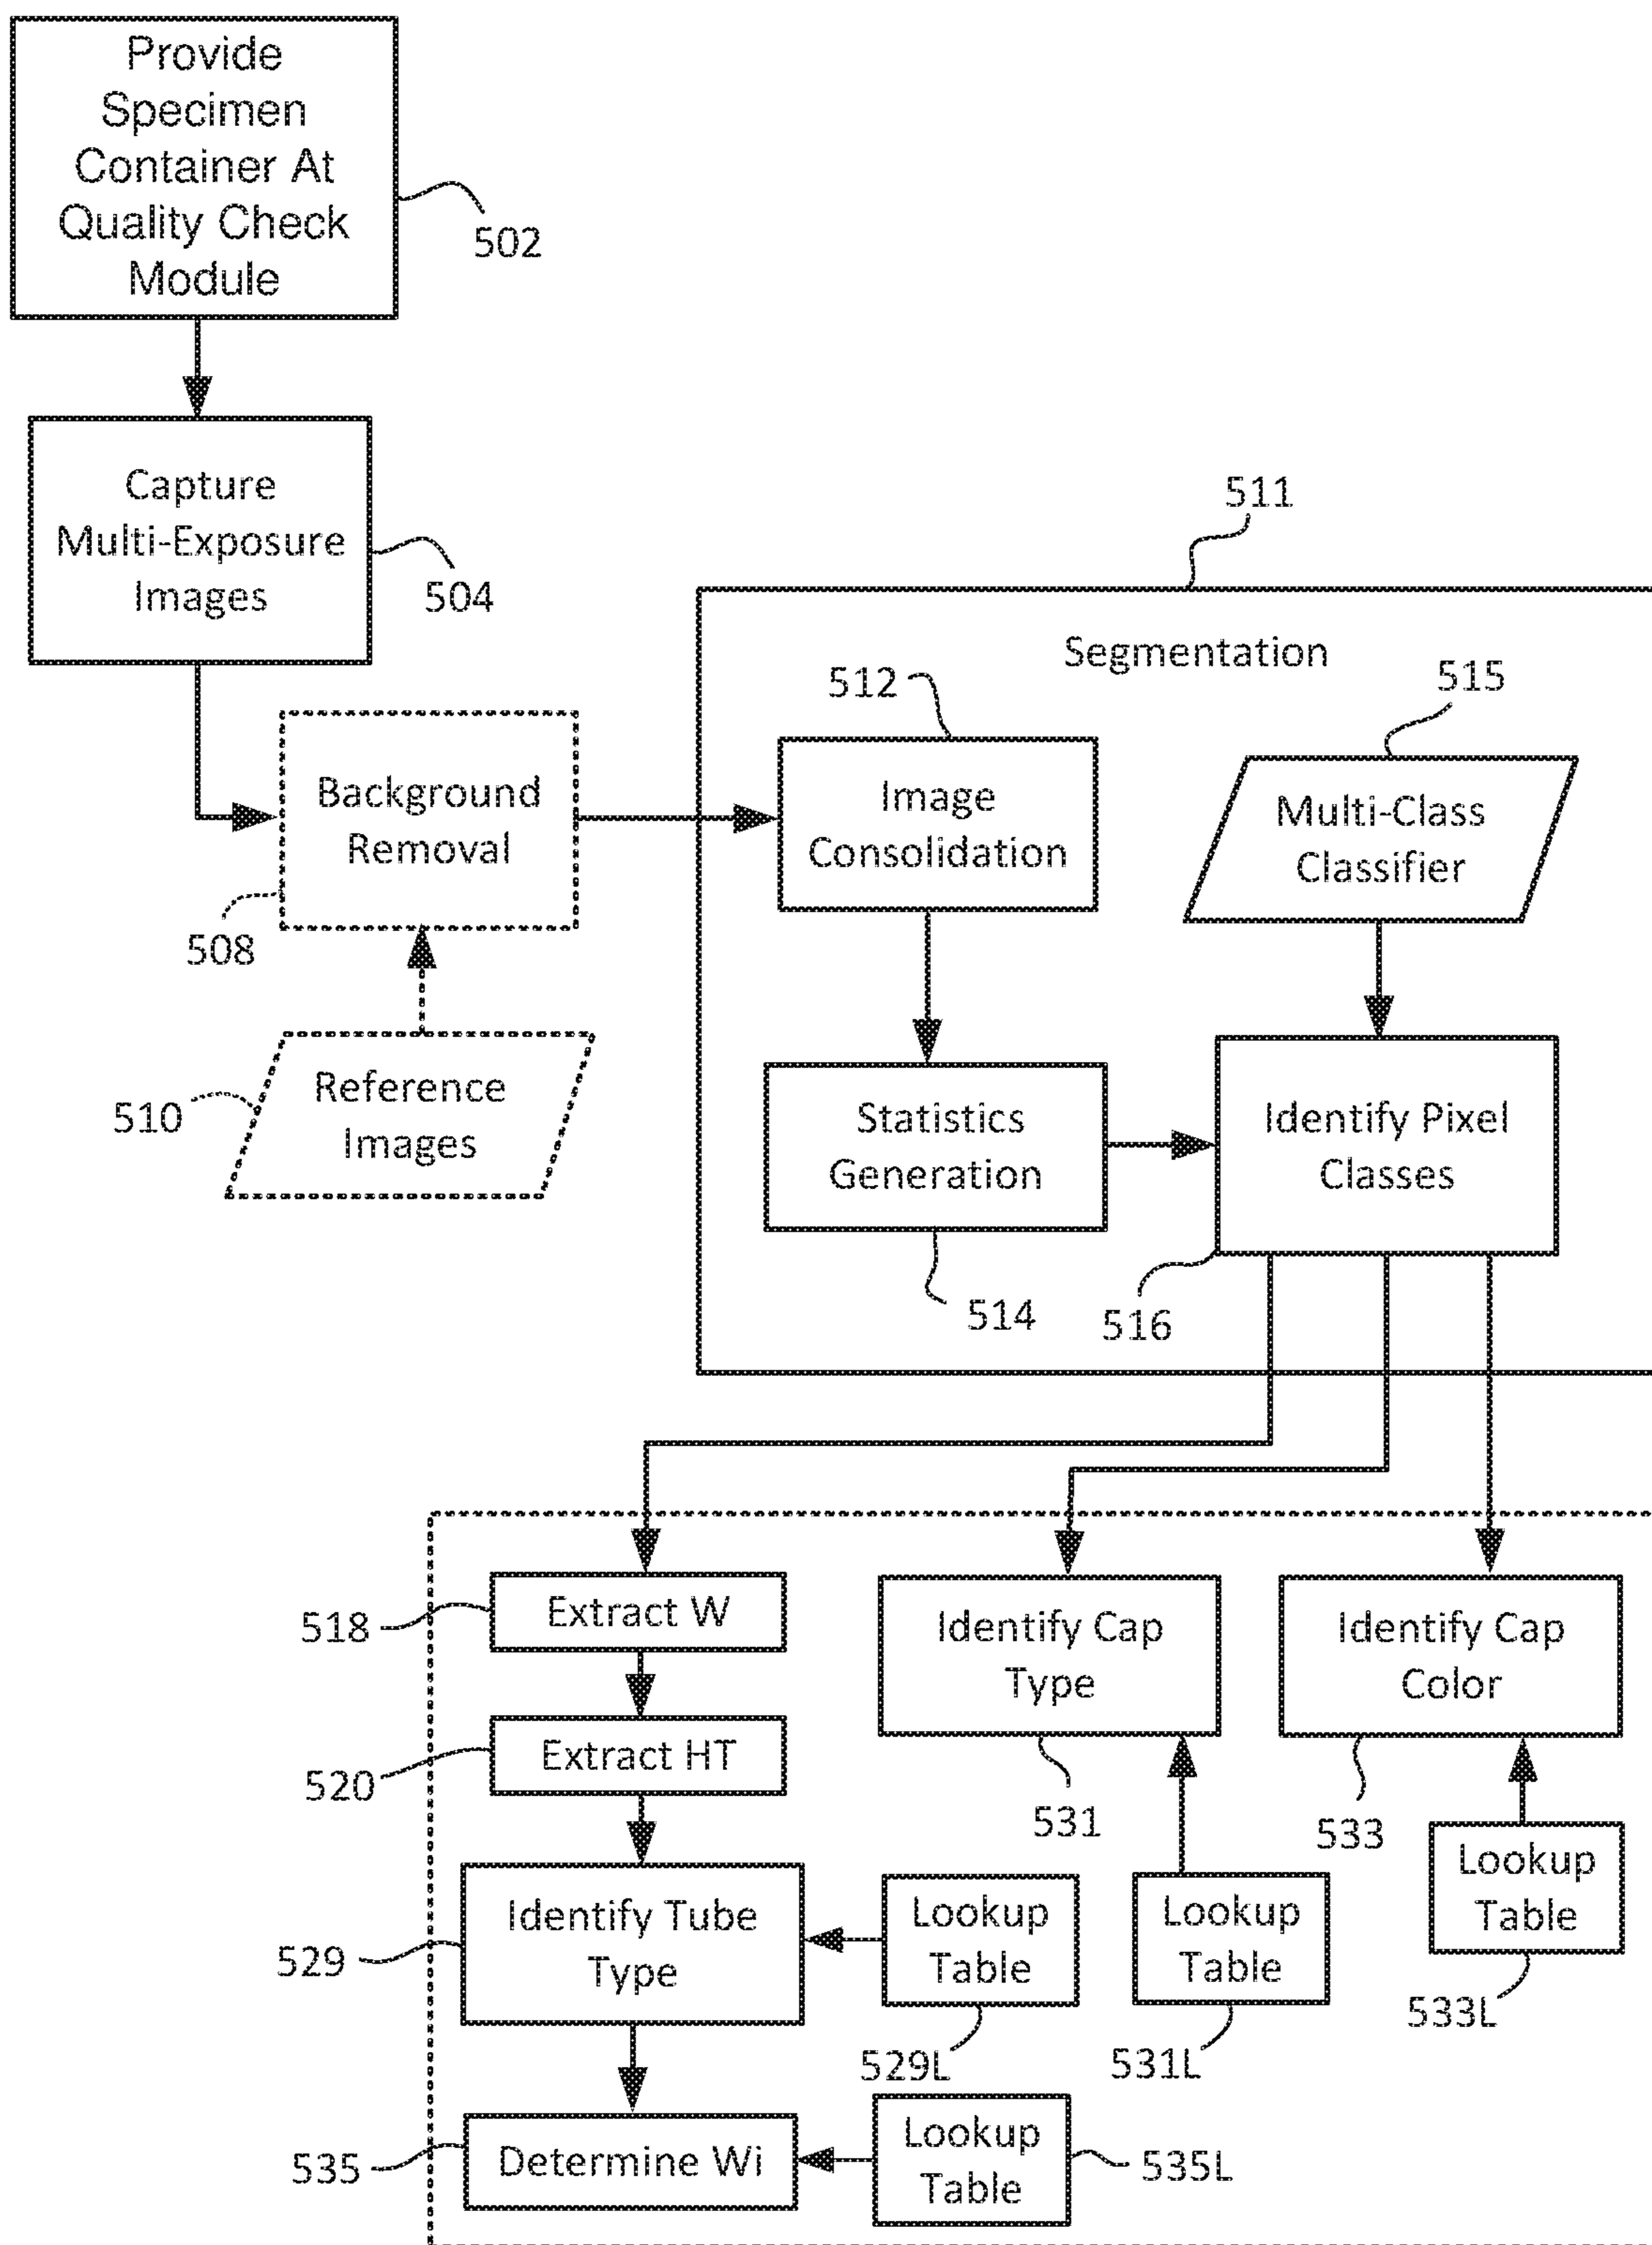 Provide
Specimen
Container At
Quality Check
Module
502
Capture
Multi-Exposure
Images
504
511
Segmentation
512
515
Image
Consolidation
Multi-Class
Classifier
Background
Removal
508
Reference
Images
510
Statistics
Generation
514
Identify Pixel
Classes
516
518
Extract W
Identify Cap
Type
Identify Cap
Color
520
Extract HT
531
533
529
Identify Tube
Type
Lookup
Table
529L
Lookup
Table
531L
Lookup
Table
533L
535
Determine Wi
Lookup
Table
535L